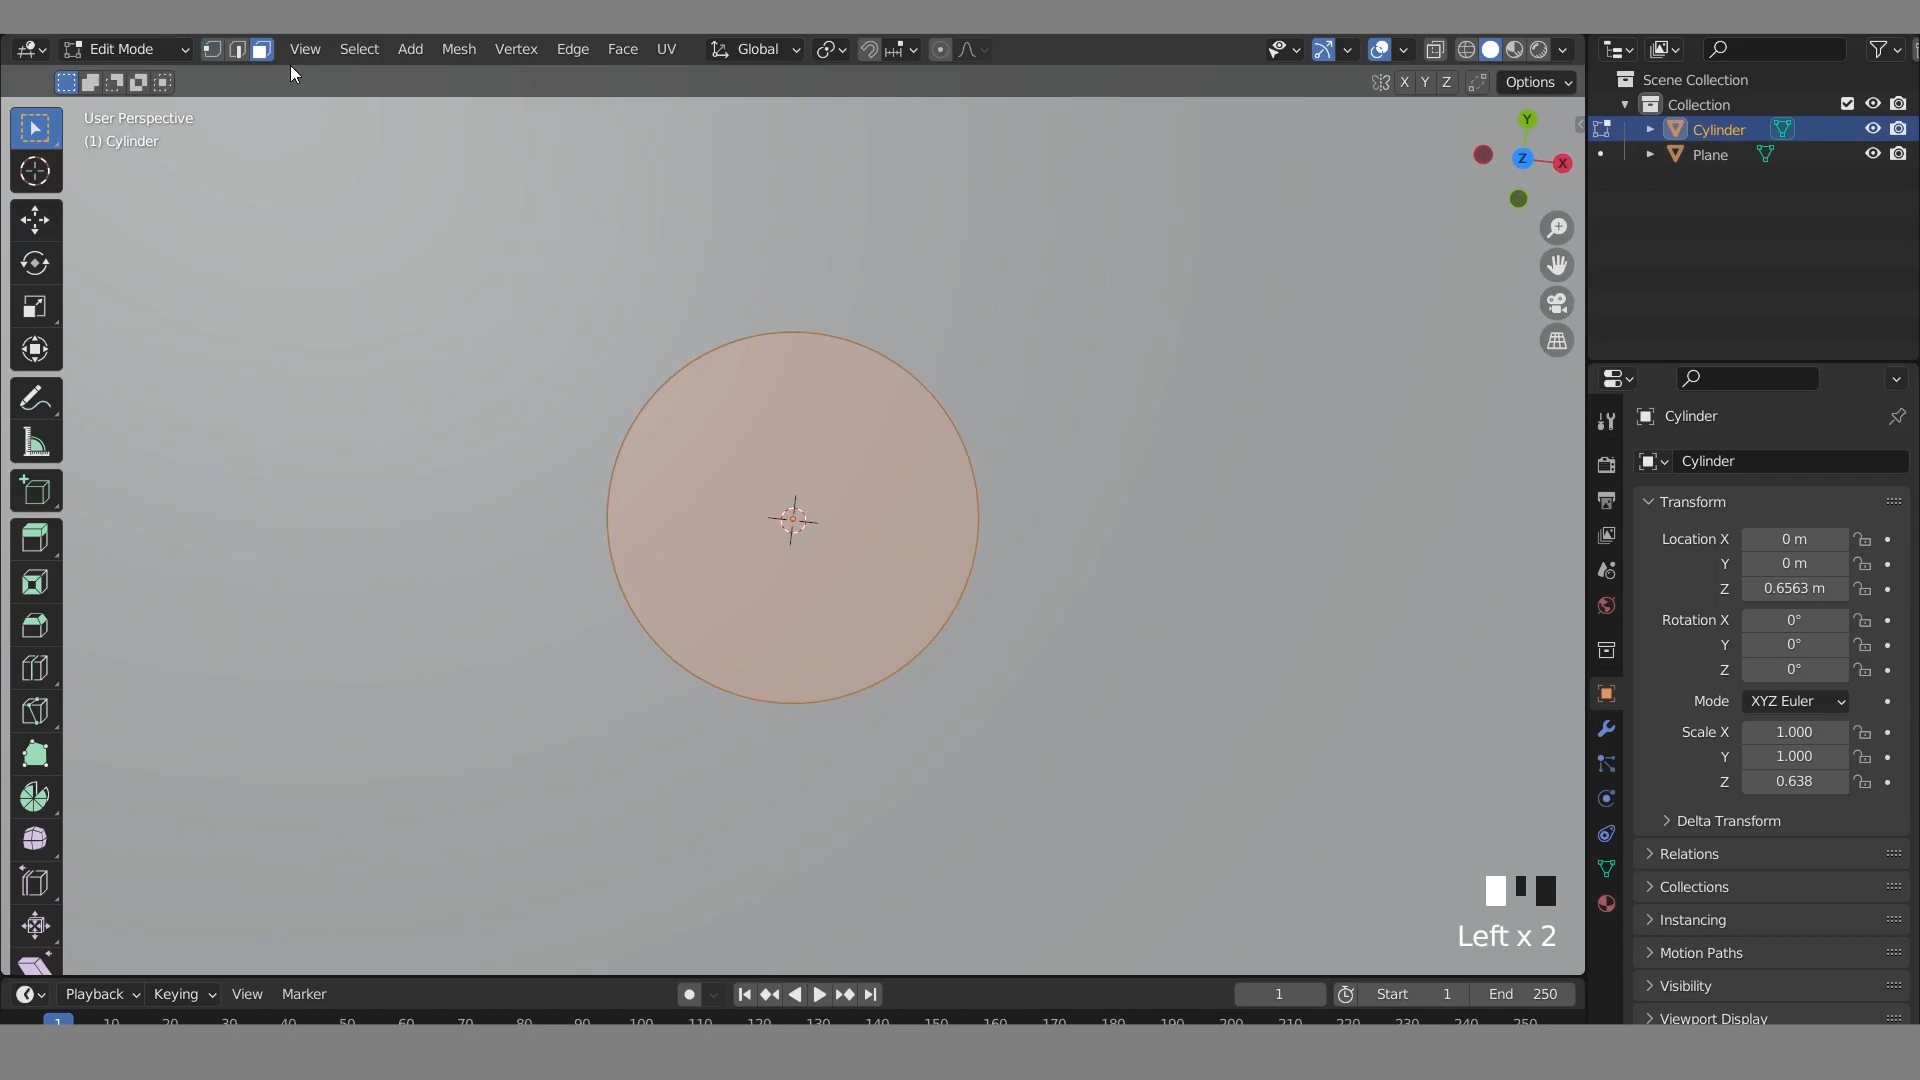 Edit Mode View Select Add Mesh Vertex Edge Face UV Global
X Y Z Options
User Perspective
(1) Cylinder
Y
Z X
Left x 2
Scene Collection
Collection
Cylinder
Plane
Cylinder
Cylinder
Transform
Location X 0 m
Y 0 m
Z 0.6563 m
Rotation X 0°
Y 0°
Z 0°
Mode XYZ Euler
Scale X 1.000
Y 1.000
Z 0.638
Delta Transform
Relations
Collections
Instancing
Motion Paths
Visibility
Viewport Display
Playback Keying View Marker 1 Start 1 End 250
1 10 20 30 40 50 60 70 80 90 100 110 120 130 140 150 160 170 180 190 200 210 220 230 240 250